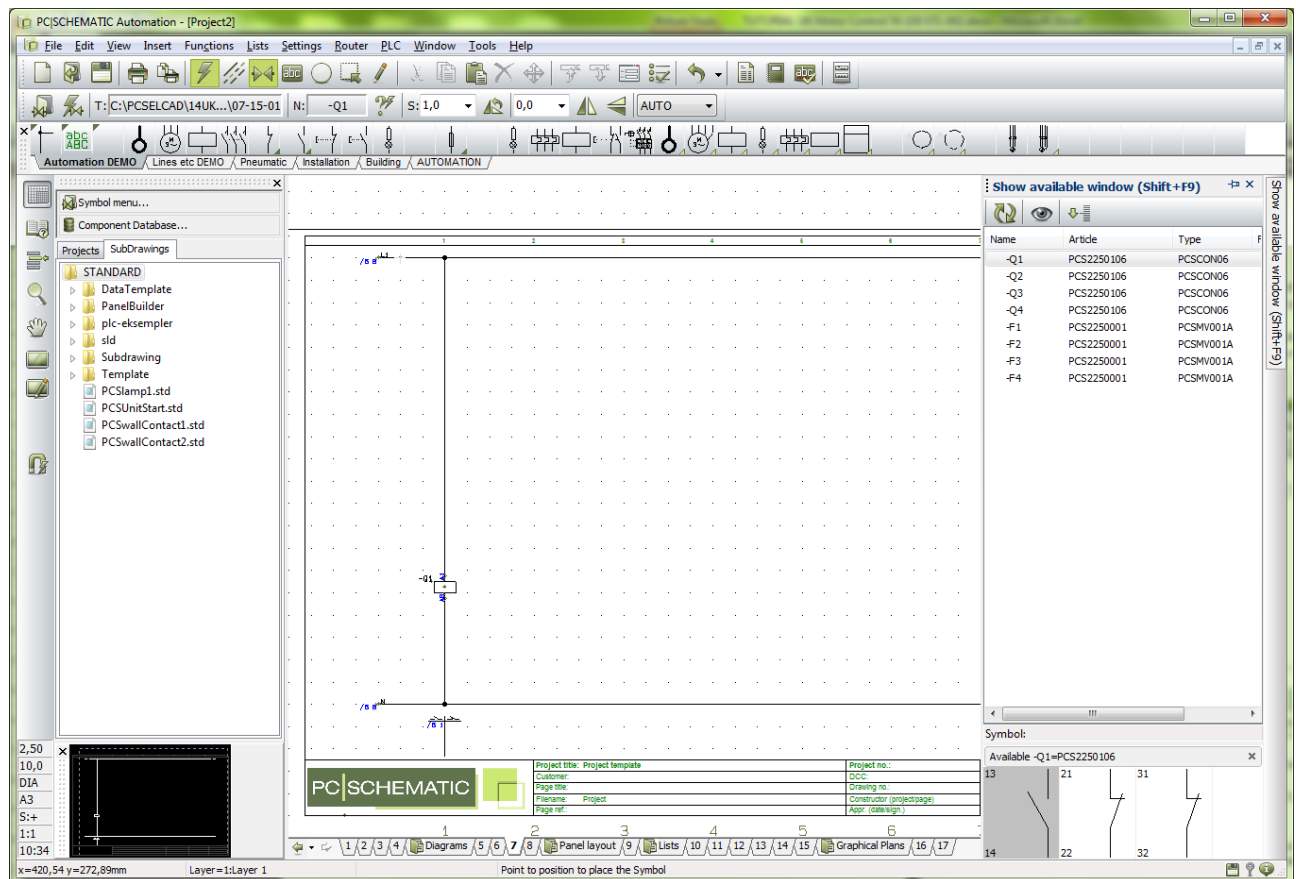 PC|SCHEMATIC Automation - [Project2]
File Edit View Insert Functions Lists Settings Router PLC Window Tools Help
T: C:\PCSELCAD\14UK...\07-15-01 N: -Q1 S: 1,0 0,0 AUTO
abc
ABC
Automation DEMO Lines etc DEMO Pneumatic Installation Building AUTOMATION
Symbol menu...
Component Database...
Projects SubDrawings
STANDARD
DataTemplate
PanelBuilder
plc-eksempler
sld
Subdrawing
Template
PCSlamp1.std
PCSUnitStart.std
PCSwallContact1.std
PCSwallContact2.std
2,50
10,0
DIA
A3
S:+
1:1
10:34
1 2 3 4 5 6
L1
-Q1
N
PC|SCHEMATIC
Project title: Project template
Customer:
Page title:
Filename: Project
Page ref.:
Project no.:
DCC:
Drawing no.:
Constructor (project/page)
Appr. (date/sign.)
1 2 3 4 5 6
1 2 3 4 Diagrams 5 6 7 8 Panel layout 9 Lists 10 11 12 13 14 15 Graphical Plans 16 17
Show available window (Shift+F9)
Name Article Type F
-Q1 PCS2250106 PCSCON06
-Q2 PCS2250106 PCSCON06
-Q3 PCS2250106 PCSCON06
-Q4 PCS2250106 PCSCON06
-F1 PCS2250001 PCSMV001A
-F2 PCS2250001 PCSMV001A
-F3 PCS2250001 PCSMV001A
-F4 PCS2250001 PCSMV001A
Symbol:
Available -Q1=PCS2250106
13 21 31
14 22 32
Show available window (Shift+F9)
x=420,54 y=272,89mm Layer=1:Layer 1 Point to position to place the Symbol